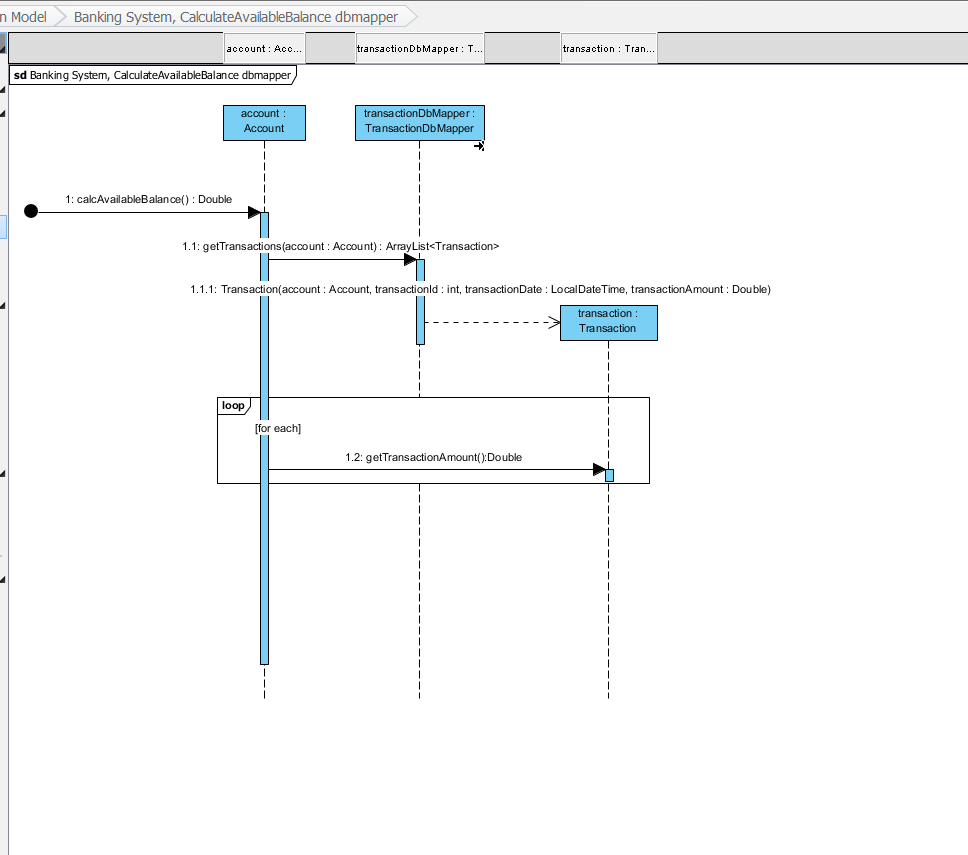 n Model
Banking System, CalculateAvailableBalance dbmapper
account : Acc...
transactionDbMapper : T...
transaction : Tran...
sd Banking System, CalculateAvailableBalance dbmapper
account :
Account
transactionDbMapper :
TransactionDbMapper
1: calcAvailableBalance() : Double
1.1: getTransactions(account : Account) : ArrayList<Transaction>
1.1.1: Transaction(account : Account, transactionId : int, transactionDate : LocalDateTime, transactionAmount : Double)
transaction :
Transaction
loop
[for each]
1.2: getTransactionAmount():Double